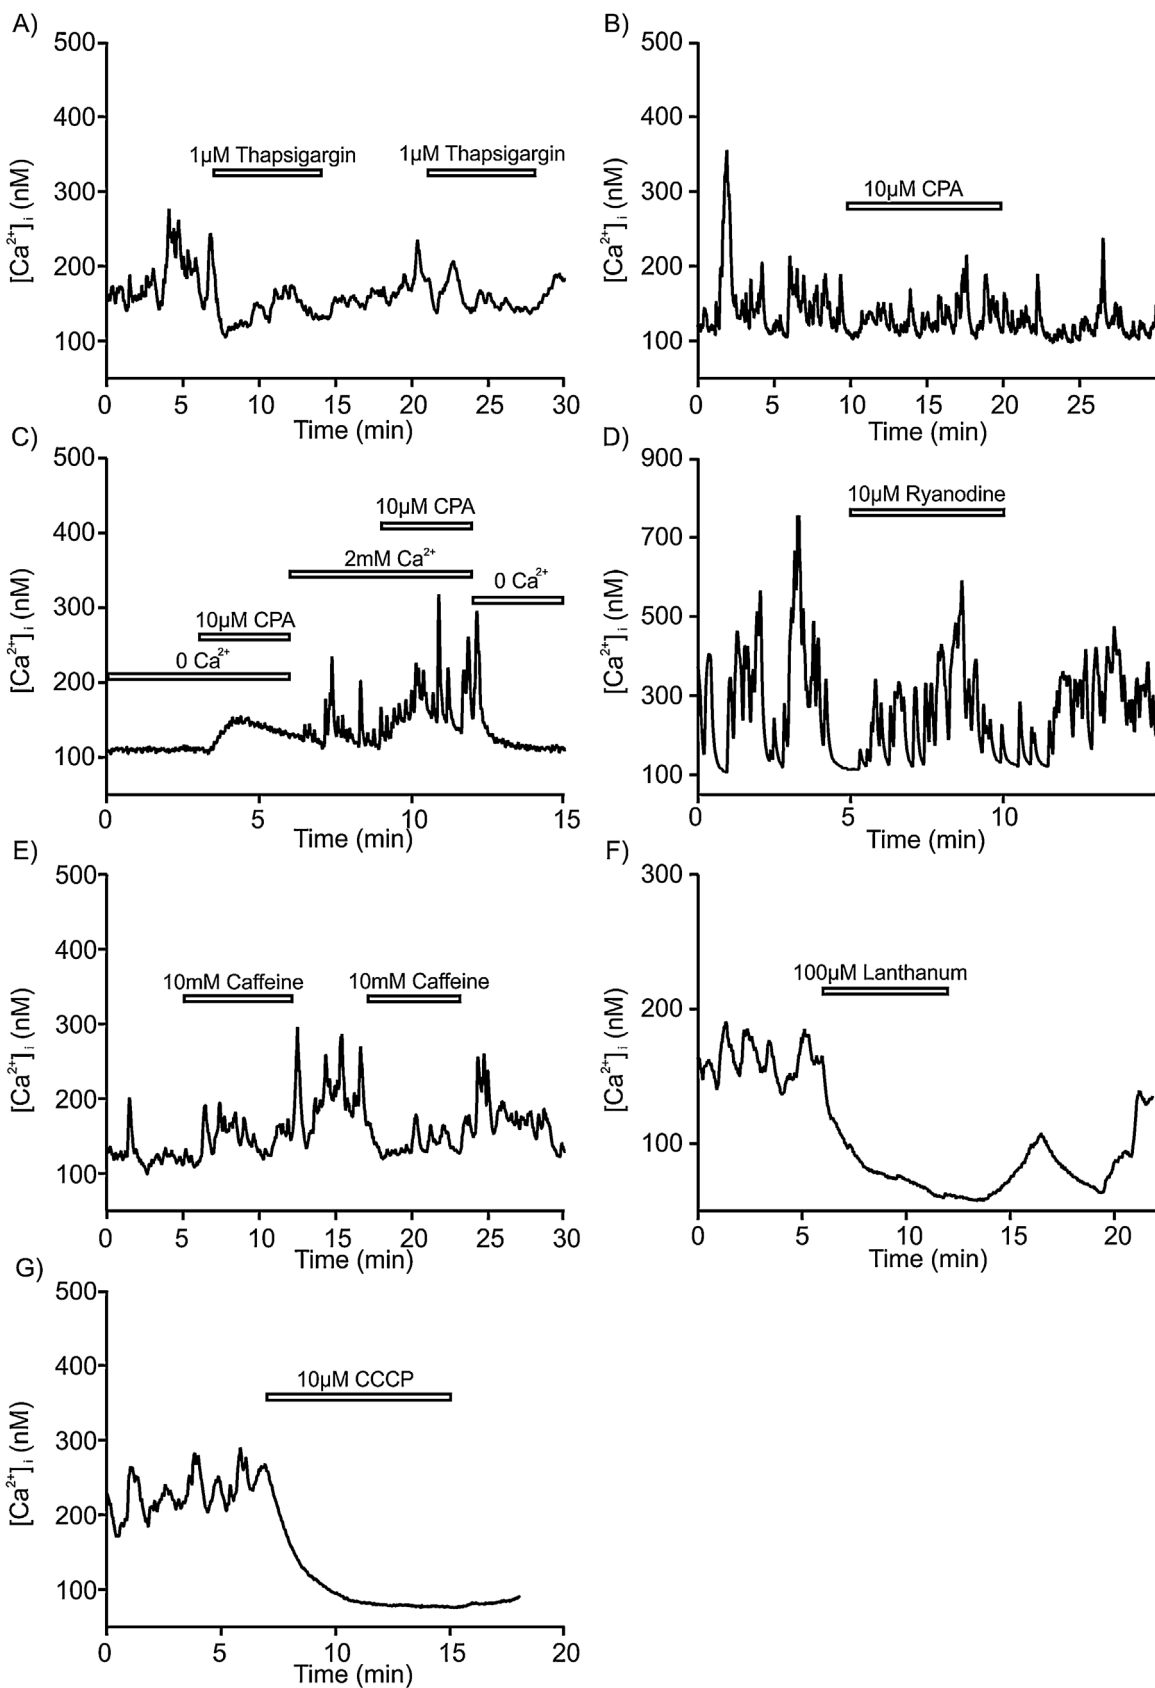 A)
500
400
300
200
100
[Ca²⁺]ᵢ (nM)
1µM Thapsigargin
1µM Thapsigargin
0 5 10 15 20 25 30
Time (min)
B)
500
400
300
200
100
[Ca²⁺]ᵢ (nM)
10µM CPA
0 5 10 15 20 25
Time (min)
C)
500
400
300
200
100
[Ca²⁺]ᵢ (nM)
10µM CPA
2mM Ca²⁺
0 Ca²⁺
10µM CPA
0 Ca²⁺
0 5 10 15
Time (min)
D)
900
700
500
300
100
[Ca²⁺]ᵢ (nM)
10µM Ryanodine
0 5 10
Time (min)
E)
500
400
300
200
100
[Ca²⁺]ᵢ (nM)
10mM Caffeine
10mM Caffeine
0 5 10 15 20 25 30
Time (min)
F)
300
200
100
[Ca²⁺]ᵢ (nM)
100µM Lanthanum
0 5 10 15 20
Time (min)
G)
500
400
300
200
100
[Ca²⁺]ᵢ (nM)
10µM CCCP
0 5 10 15 20
Time (min)